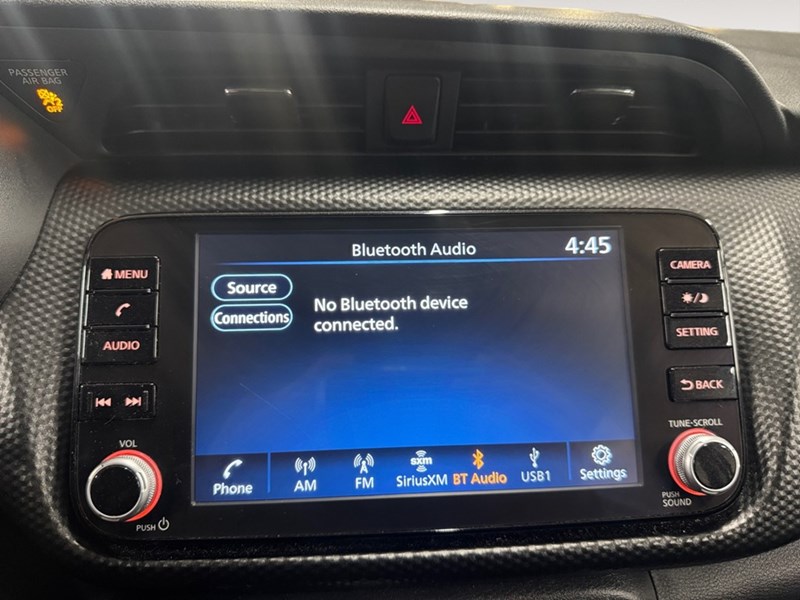 PASSENGER
AIR BAG
OFF
Bluetooth Audio
4:45
MENU
AUDIO
VOL
PUSH
Source
Connections
No Bluetooth device
connected.
Phone
AM
FM
sxm
SiriusXM
BT Audio
USB1
Settings
CAMERA
SETTING
BACK
TUNE·SCROLL
PUSH
SOUND